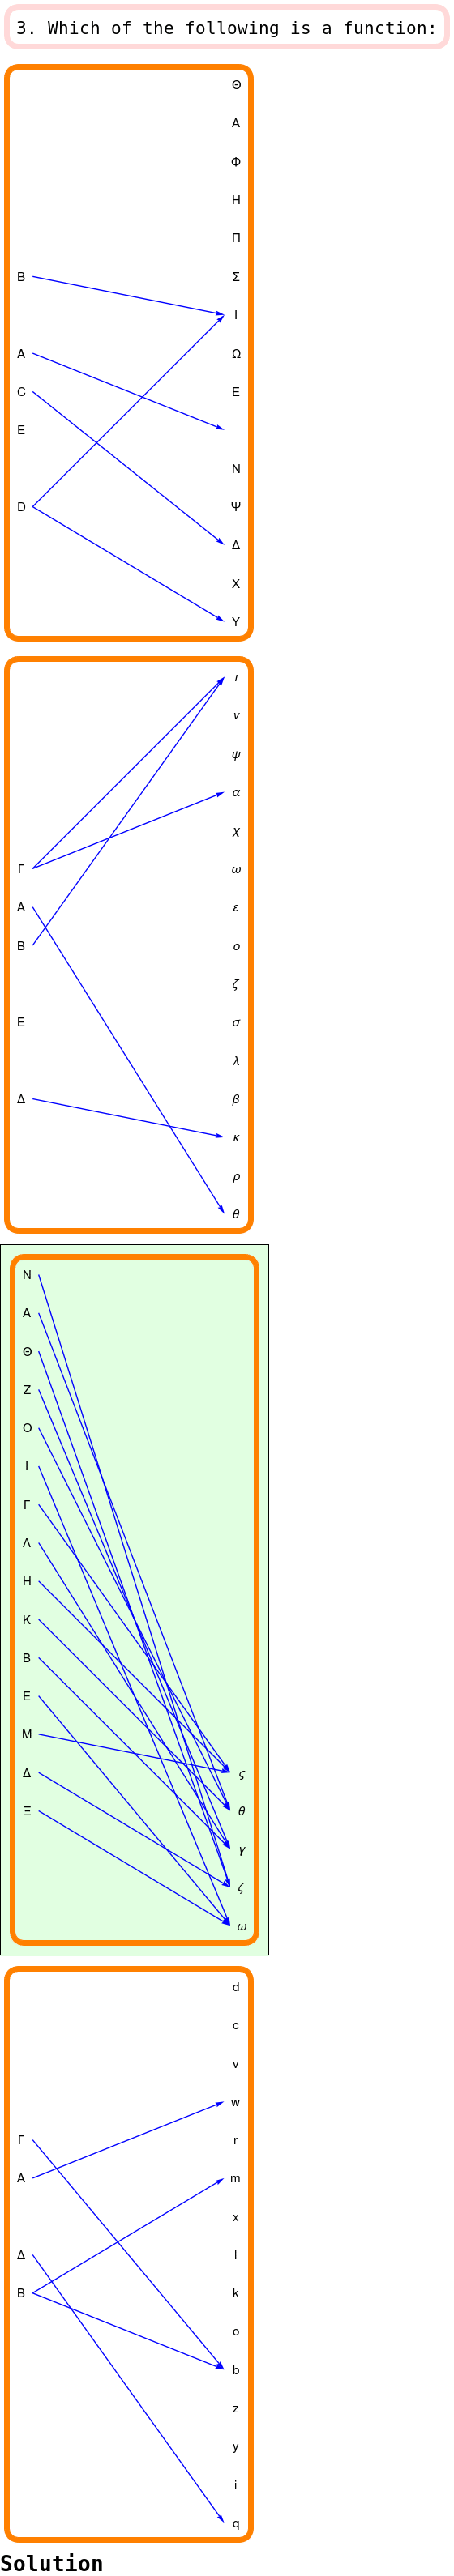 3. Which of the following is a function:
Θ
Α
Φ
Η
Π
B Σ
Ι
A Ω
C Ε
E
Ν
D Ψ
Δ
Χ
Υ
ι
ν
ψ
α
χ
Γ ω
Α ε
Β ο
ζ
Ε σ
λ
Δ β
κ
ρ
θ
Ν
Α
Θ
Ζ
Ο
Ι
Γ
Λ
Η
Κ
Β
Ε
Μ
Δ ς
Ξ θ
γ
ζ
ω
d
c
v
w
Γ r
Α m
x
Δ l
Β k
o
b
z
y
i
q
Solution